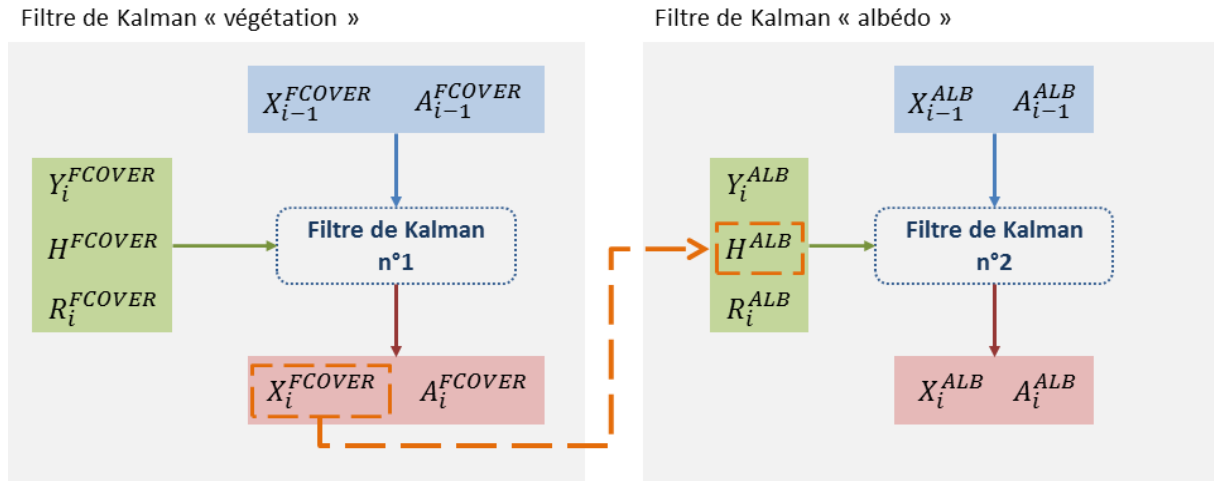 Filtre de Kalman « végétation »
X_{i-1}^{FCOVER} A_{i-1}^{FCOVER}
Y_i^{FCOVER}
H^{FCOVER}
R_i^{FCOVER}
Filtre de Kalman
n°1
X_i^{FCOVER} A_i^{FCOVER}
Filtre de Kalman « albédo »
X_{i-1}^{ALB} A_{i-1}^{ALB}
Y_i^{ALB}
H^{ALB}
R_i^{ALB}
Filtre de Kalman
n°2
X_i^{ALB} A_i^{ALB}